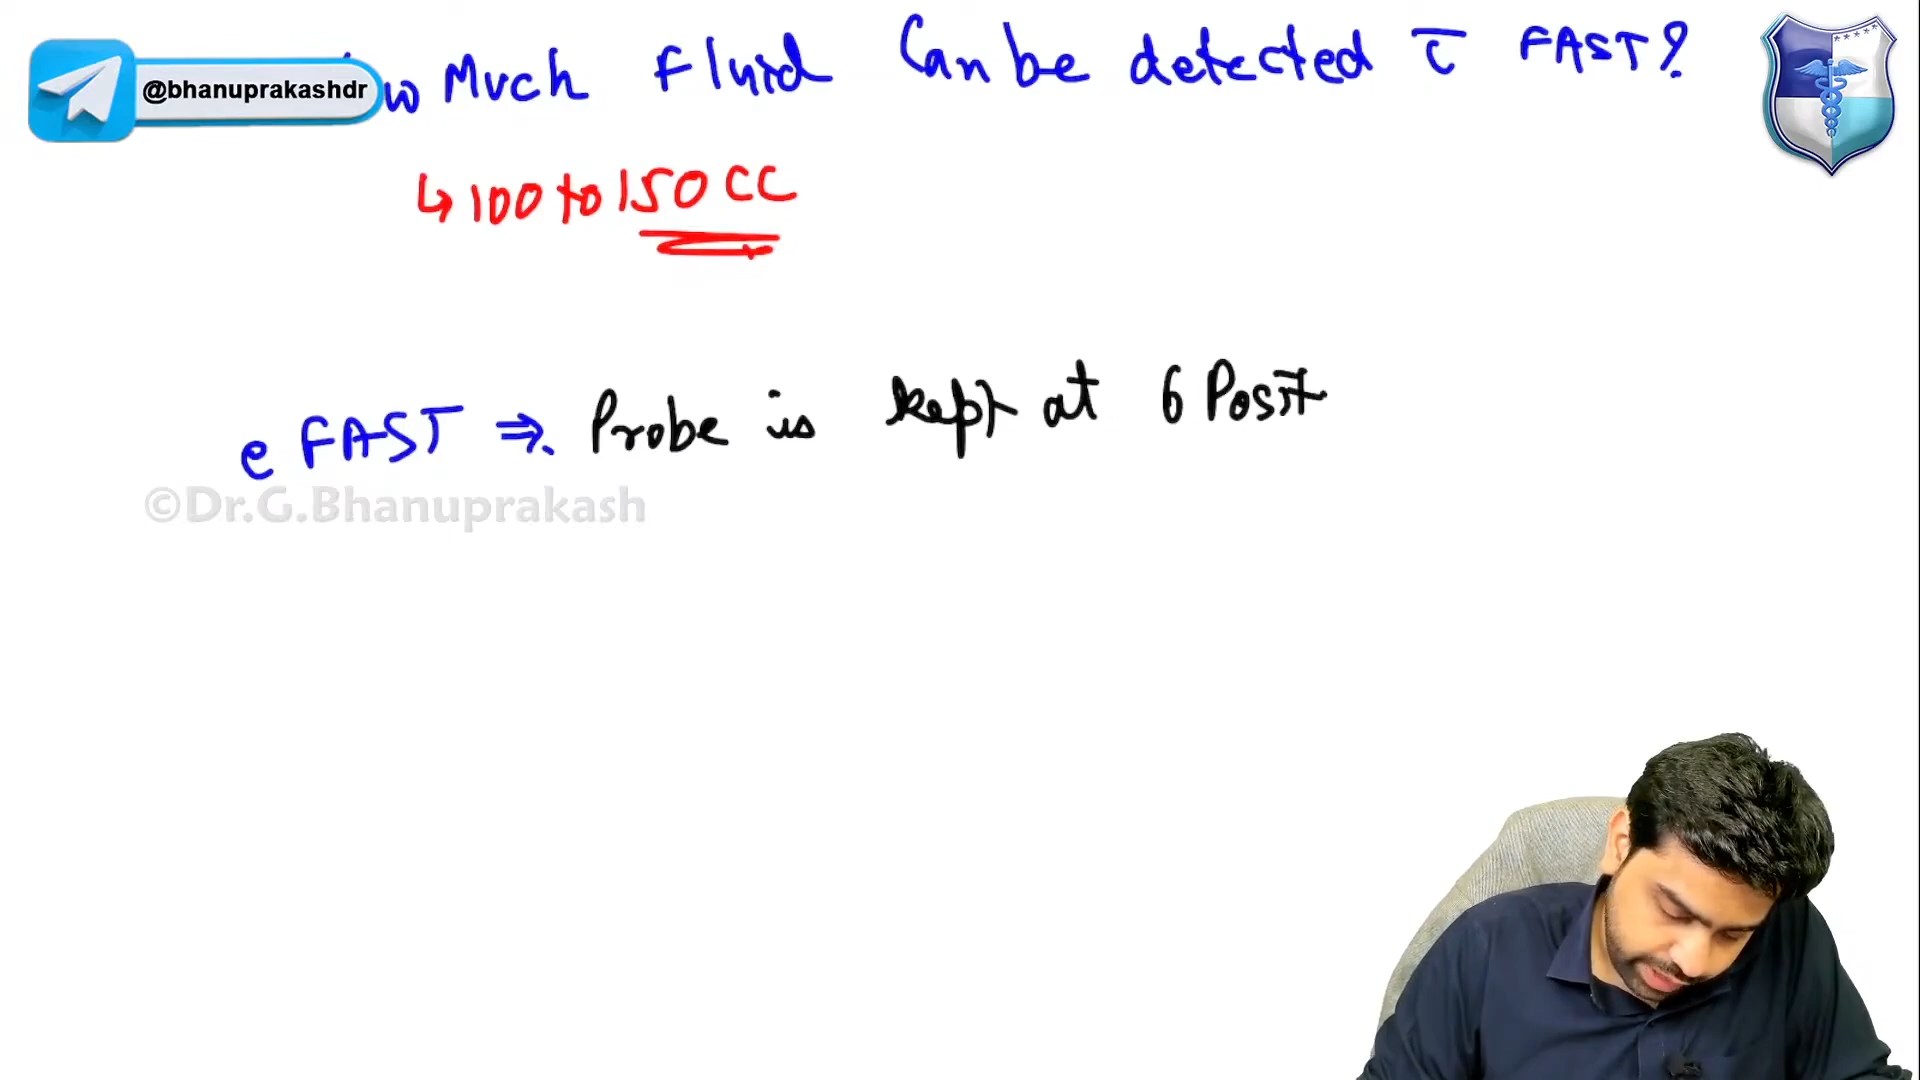 @bhanuprakashdr w Much Fluid Can be detected c̄ FAST?
↳ 100 to 150 CC
e FAST ⇒ Probe is kept at 6 Posit
©Dr.G.Bhanuprakash